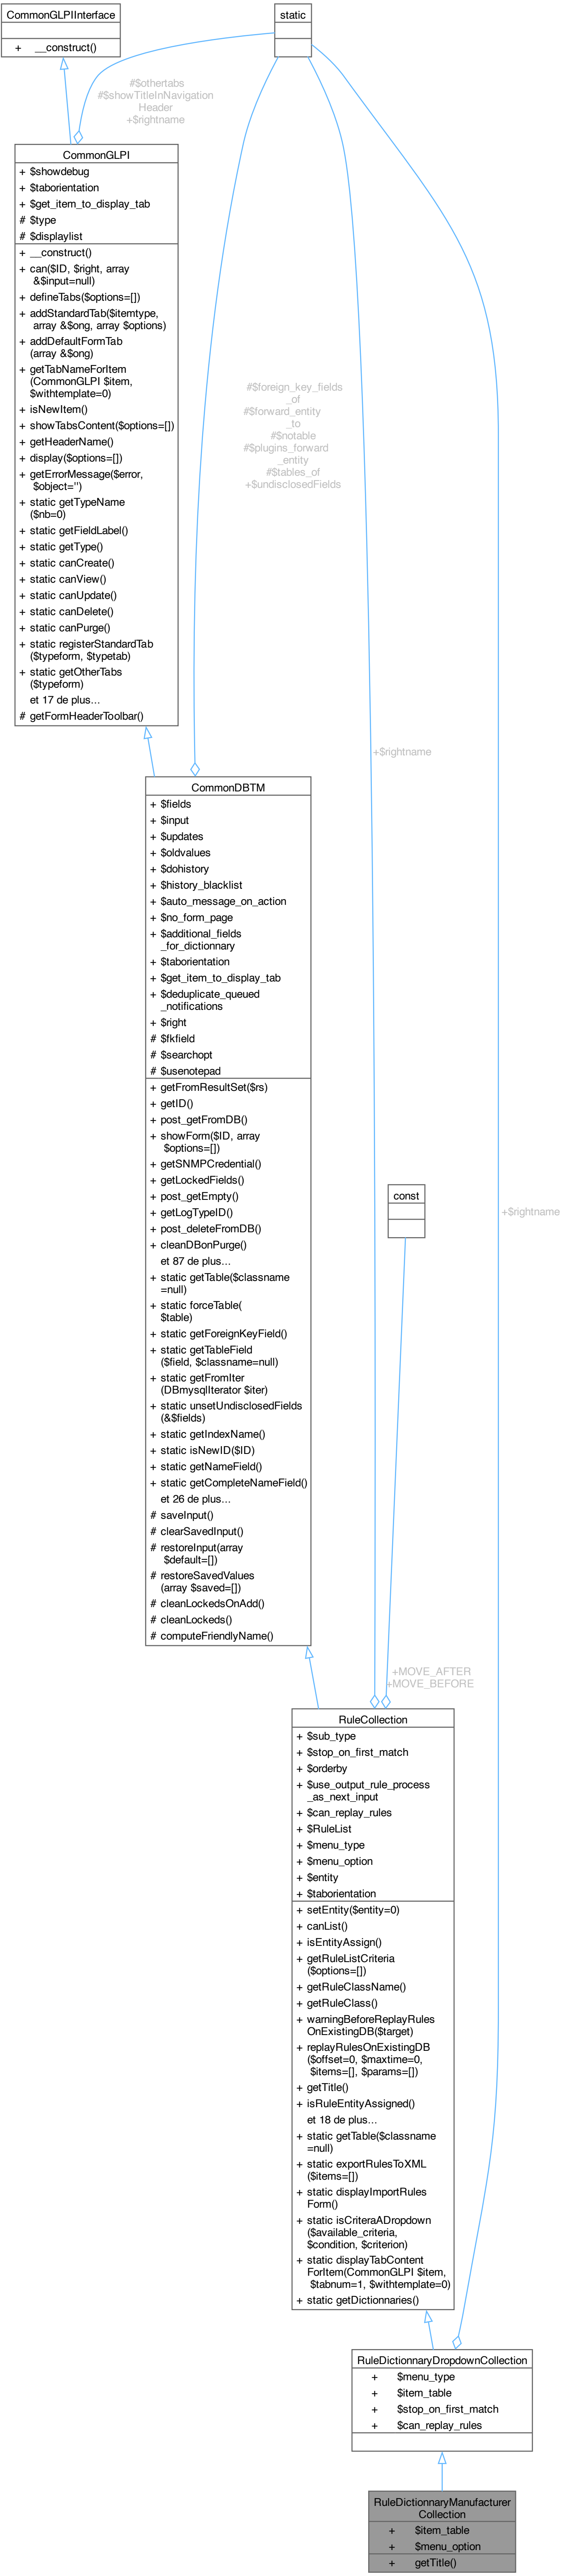 CommonGLPIInterface
+ __construct()
static
#$othertabs
#$showTitleInNavigation
Header
+$rightname
CommonGLPI
+ $showdebug
+ $taborientation
+ $get_item_to_display_tab
# $type
# $displaylist
+ __construct()
+ can($ID, $right, array
&$input=null)
+ defineTabs($options=[])
+ addStandardTab($itemtype,
array &$ong, array $options)
+ addDefaultFormTab
(array &$ong)
+ getTabNameForItem
(CommonGLPI $item,
$withtemplate=0)
+ isNewItem()
+ showTabsContent($options=[])
+ getHeaderName()
+ display($options=[])
+ getErrorMessage($error,
$object='')
+ static getTypeName
($nb=0)
+ static getFieldLabel()
+ static getType()
+ static canCreate()
+ static canView()
+ static canUpdate()
+ static canDelete()
+ static canPurge()
+ static registerStandardTab
($typeform, $typetab)
+ static getOtherTabs
($typeform)
et 17 de plus...
# getFormHeaderToolbar()
#$foreign_key_fields
_of
#$forward_entity
_to
#$notable
#$plugins_forward
_entity
#$tables_of
+$undisclosedFields
+$rightname
CommonDBTM
+ $fields
+ $input
+ $updates
+ $oldvalues
+ $dohistory
+ $history_blacklist
+ $auto_message_on_action
+ $no_form_page
+ $additional_fields
_for_dictionnary
+ $taborientation
+ $get_item_to_display_tab
+ $deduplicate_queued
_notifications
+ $right
# $fkfield
# $searchopt
# $usenotepad
+ getFromResultSet($rs)
+ getID()
+ post_getFromDB()
+ showForm($ID, array
$options=[])
+ getSNMPCredential()
+ getLockedFields()
+ post_getEmpty()
+ getLogTypeID()
+ post_deleteFromDB()
+ cleanDBonPurge()
et 87 de plus...
+ static getTable($classname
=null)
+ static forceTable(
$table)
+ static getForeignKeyField()
+ static getTableField
($field, $classname=null)
+ static getFromIter
(DBmysqlIterator $iter)
+ static unsetUndisclosedFields
(&$fields)
+ static getIndexName()
+ static isNewID($ID)
+ static getNameField()
+ static getCompleteNameField()
et 26 de plus...
# saveInput()
# clearSavedInput()
# restoreInput(array
$default=[])
# restoreSavedValues
(array $saved=[])
# cleanLockedsOnAdd()
# cleanLockeds()
# computeFriendlyName()
const
+$rightname
+MOVE_AFTER
+MOVE_BEFORE
RuleCollection
+ $sub_type
+ $stop_on_first_match
+ $orderby
+ $use_output_rule_process
_as_next_input
+ $can_replay_rules
+ $RuleList
+ $menu_type
+ $menu_option
+ $entity
+ $taborientation
+ setEntity($entity=0)
+ canList()
+ isEntityAssign()
+ getRuleListCriteria
($options=[])
+ getRuleClassName()
+ getRuleClass()
+ warningBeforeReplayRules
OnExistingDB($target)
+ replayRulesOnExistingDB
($offset=0, $maxtime=0,
$items=[], $params=[])
+ getTitle()
+ isRuleEntityAssigned()
et 18 de plus...
+ static getTable($classname
=null)
+ static exportRulesToXML
($items=[])
+ static displayImportRules
Form()
+ static isCriteraADropdown
($available_criteria,
$condition, $criterion)
+ static displayTabContent
ForItem(CommonGLPI $item,
$tabnum=1, $withtemplate=0)
+ static getDictionnaries()
RuleDictionnaryDropdownCollection
+ $menu_type
+ $item_table
+ $stop_on_first_match
+ $can_replay_rules
RuleDictionnaryManufacturer
Collection
+ $item_table
+ $menu_option
+ getTitle()